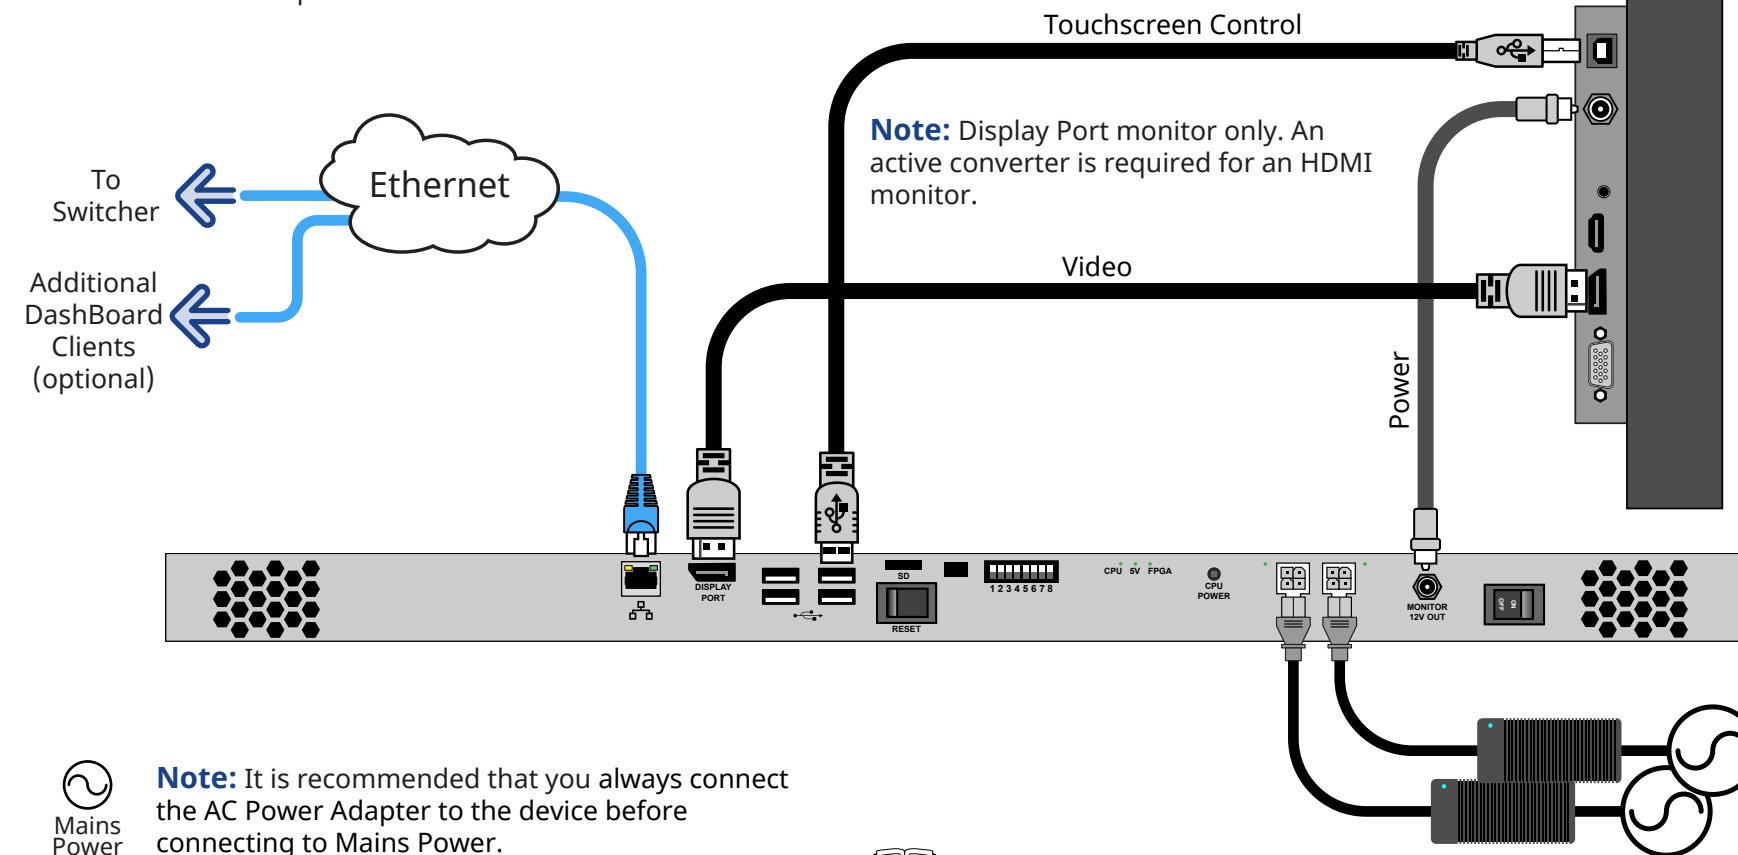 Touchscreen Control
Note: Display Port monitor only. An
active converter is required for an HDMI
monitor.
To
Switcher
Ethernet
Additional
DashBoard
Clients
(optional)
Video
Power
DISPLAY
PORT
SD
RESET
1 2 3 4 5 6 7 8
CPU 5V FPGA
CPU
POWER
MONITOR
12V OUT
ON
OFF
Mains
Power
Note: It is recommended that you always connect
the AC Power Adapter to the device before
connecting to Mains Power.